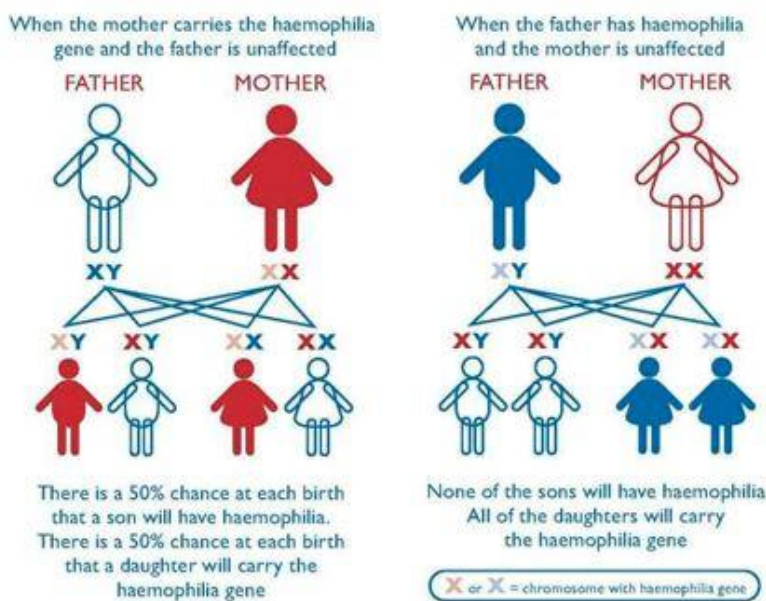 When the mother carries the haemophilia
gene and the father is unaffected
FATHER MOTHER
XY XX
XY XY XX XX
There is a 50% chance at each birth
that a son will have haemophilia.
There is a 50% chance at each birth
that a daughter will carry the
haemophilia gene
When the father has haemophilia
and the mother is unaffected
FATHER MOTHER
XY XX
XY XY XX XX
None of the sons will have haemophilia
All of the daughters will carry
the haemophilia gene
X or X = chromosome with haemophilia gene